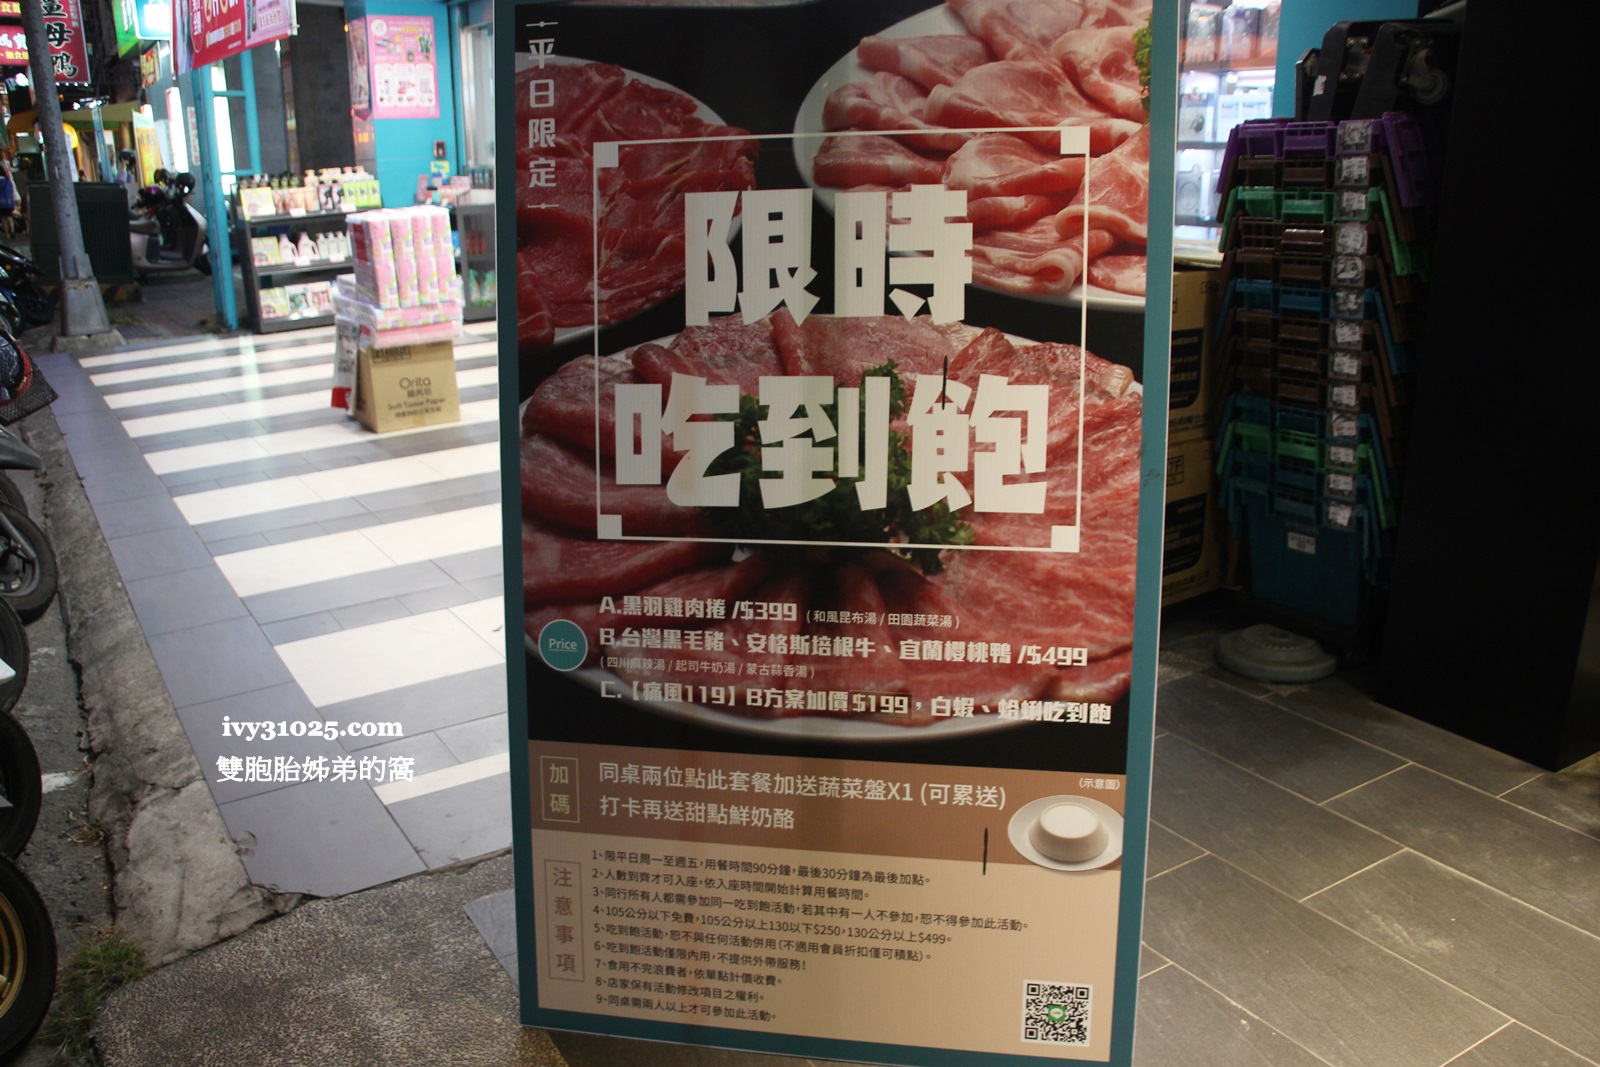 平日限定
限時
吃到飽
Price
A.黑羽雞肉捲 /$399 (和風昆布湯 / 田園蔬菜湯)
B.台灣黑毛豬、安格斯培根牛、宜蘭櫻桃鴨 /$499
(四川麻辣湯 / 起司牛奶湯 / 蒙古蒜香湯)
C.【痛風119】B方案加價$199，白蝦、蛤蜊吃到飽
加碼
同桌兩位點此套餐加送蔬菜盤X1 (可累送)
打卡再送甜點鮮奶酪
(示意圖)
注意事項
1、限平日周一至週五，用餐時間90分鐘，最後30分鐘為最後加點。
2、人數到齊才可入座，依入座時間開始計算用餐時間。
3、同行所有人都需參加同一吃到飽活動，若其中有一人不參加，恕不得參加此活動。
4、105公分以下免費，105公分以上130以下$250，130公分以上$499。
5、吃到飽活動，恕不與任何活動併用(不適用會員折扣僅可積點)。
6、吃到飽活動僅限內用，不提供外帶服務！
7、食用不完浪費者，依單點計價收費。
8、店家保有活動修改項目之權利。
9、同桌需兩人以上才可參加此活動。
Orita
Soft Tissue Paper
母鴨
ivy31025.com
雙胞胎姊弟的窩